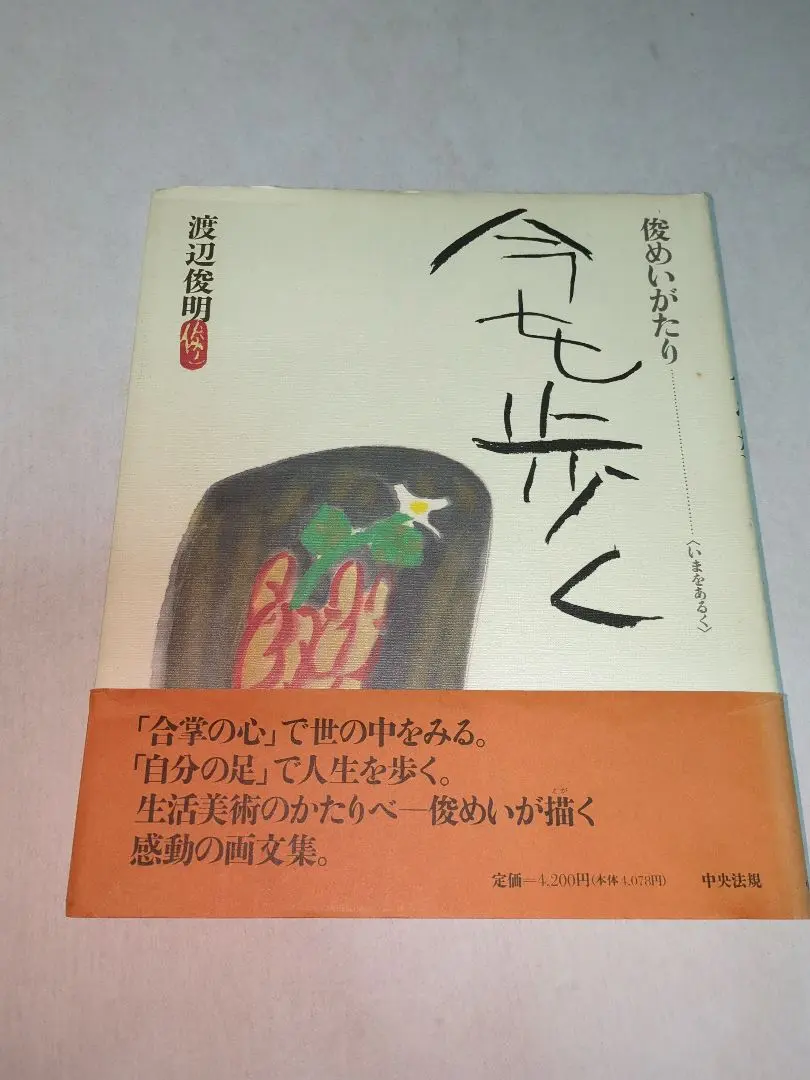 俊めいがたり
〈いまをあるく〉
今を歩く
渡辺俊明
「合掌の心」で世の中をみる。
「自分の足」で人生を歩く。
生活美術のかたりべ―俊めいが描く
感動の画文集。
定価=4,200円(本体4,078円)
中央法規